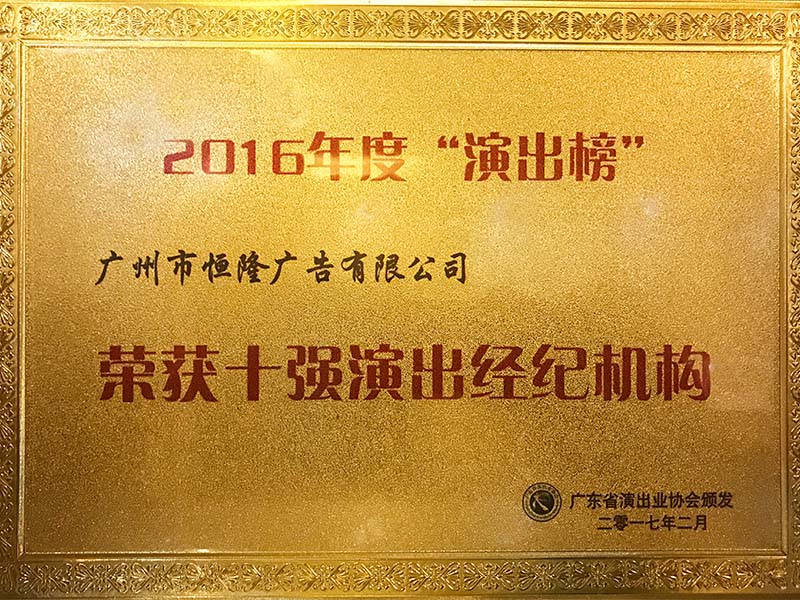 2016年度“演出榜”
广州市恒隆广告有限公司
荣获十强演出经纪机构
广东省演出业协会颁发
二零一七年二月